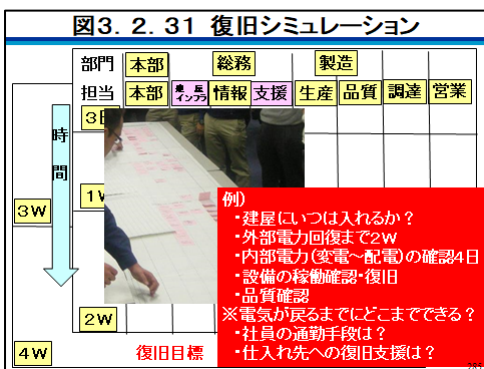 図3.2.31 復旧シミュレーション
部門 本部 総務 製造
担当 本部 建屋インフラ 情報 支援 生産 品質 調達 営業
時間
3日
1W
3W
2W
4W
復旧目標
例)
・建屋にいつは入れるか?
・外部電力回復まで2W
・内部電力(変電~配電)の確認4日
・設備の稼働確認・復旧
・品質確認
※電気が戻るまでにどこまでできる?
・社員の通勤手段は?
・仕入れ先への復旧支援は?